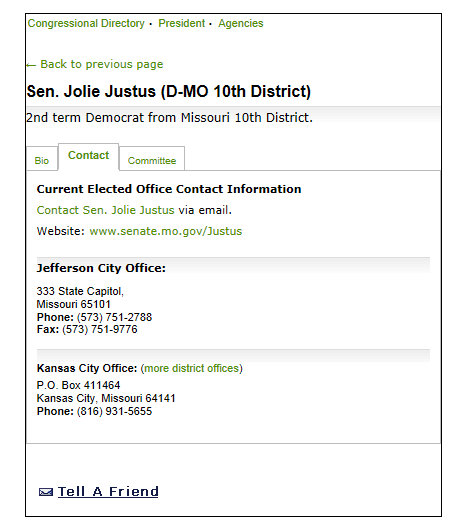 Congressional Directory · President · Agencies
← Back to previous page
Sen. Jolie Justus (D-MO 10th District)
2nd term Democrat from Missouri 10th District.
Bio Contact Committee
Current Elected Office Contact Information
Contact Sen. Jolie Justus via email.
Website: www.senate.mo.gov/Justus
Jefferson City Office:
333 State Capitol,
Missouri 65101
Phone: (573) 751-2788
Fax: (573) 751-9776
Kansas City Office: (more district offices)
P.O. Box 411464
Kansas City, Missouri 64141
Phone: (816) 931-5655
Tell A Friend